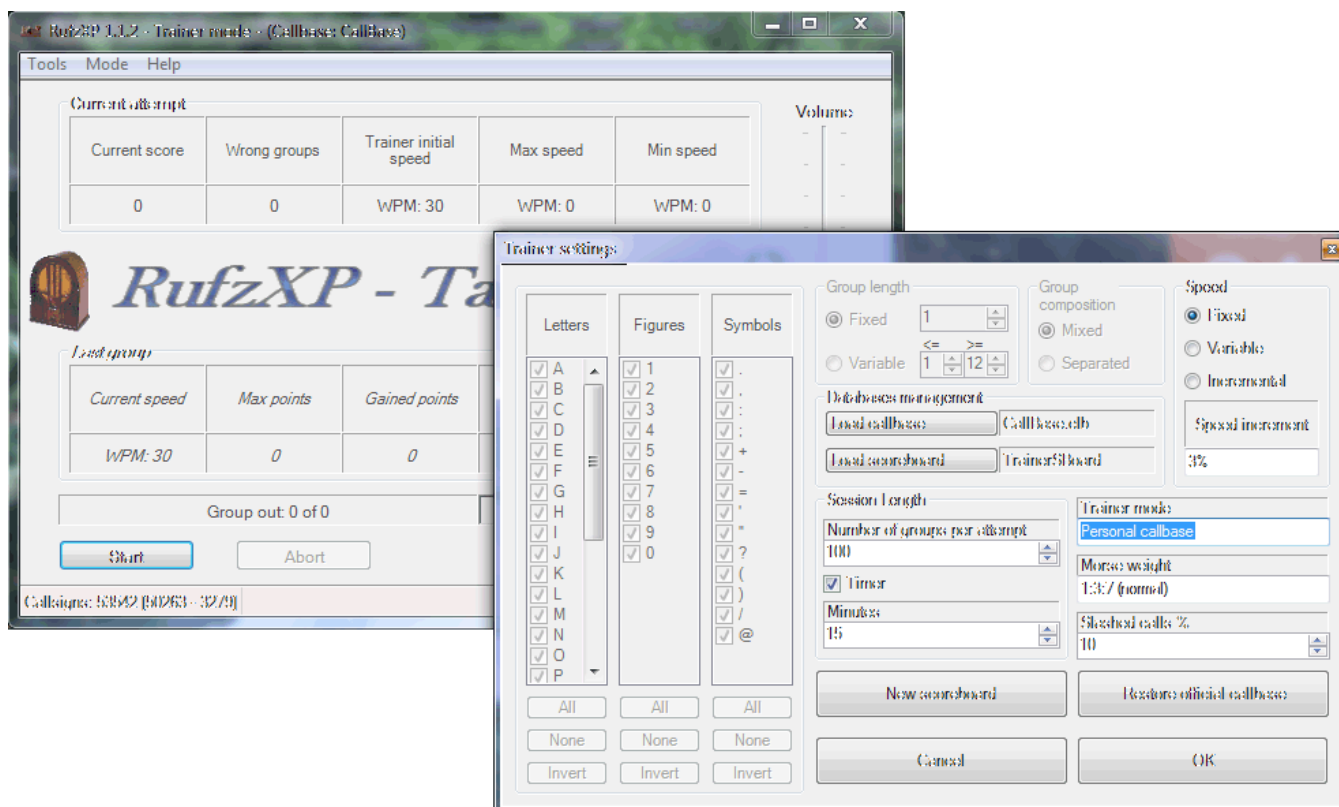 RufzXP 1.1.2 - Trainer mode - (Callbase: CallBase)
Tools Mode Help
Current attempt
Volume
Current score Wrong groups Trainer initial speed Max speed Min speed
0 0 WPM: 30 WPM: 0 WPM: 0
RufzXP - Tr
Last group
Current speed Max points Gained points
WPM: 30 0 0
Group out: 0 of 0
Start Abort
Callsigns: 53542 (50263 - 3279)
Trainer settings
Letters Figures Symbols
A 1 .
B 2 ,
C 3 :
D 4 ;
E 5 +
F 6 -
G 7 =
H 8 '
I 9 "
J 0 ?
K (
L )
M /
N @
O
P
All All All
None None None
Invert Invert Invert
Group length
Fixed 1
<= >=
Variable 1 12
Group
composition
Mixed
Separated
Speed
Fixed
Variable
Incremental
Speed increment
3%
Databases management
Load callbase CallBase.clb
Load scoreboard TrainerSBoard
Session Length
Number of groups per attempt
100
Timer
Minutes
15
Trainer mode
Personal callbase
Morse weight
1:3:7 (normal)
Slashed calls %
10
New scoreboard Restore official callbase
Cancel OK